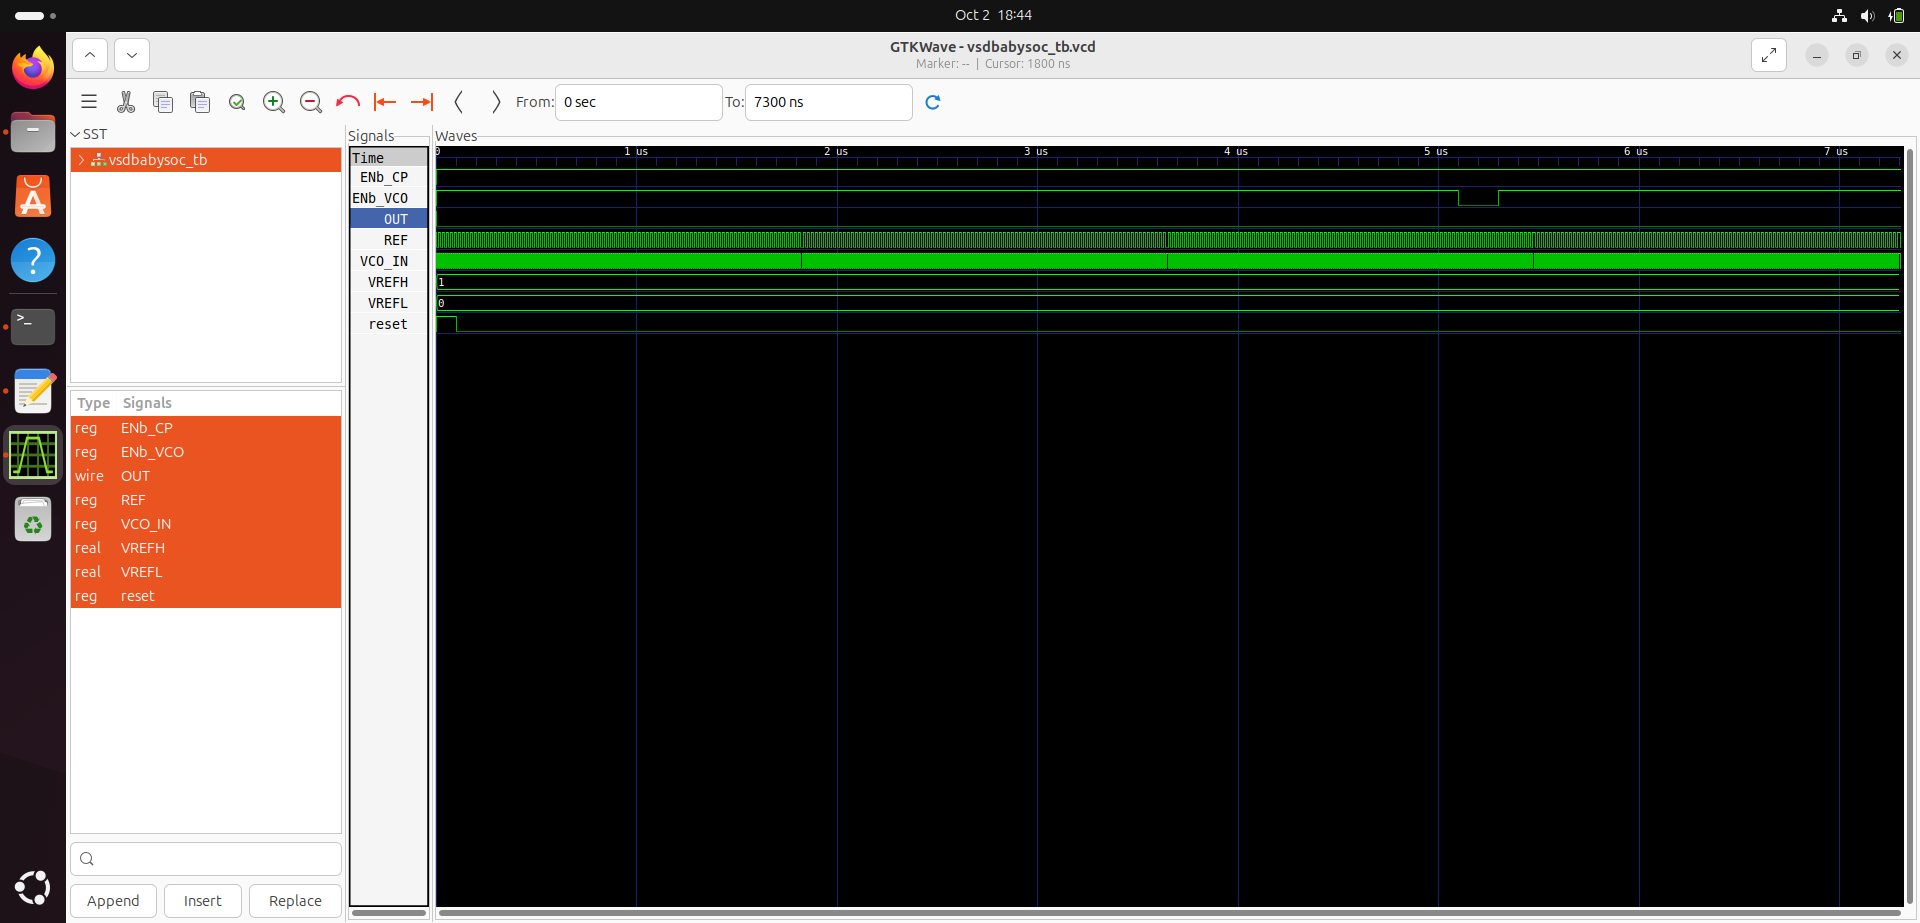 Oct 2 18:44
GTKWave - vsdbabysoc_tb.vcd
Marker: -- | Cursor: 1800 ns
From: 0 sec To: 7300 ns
SST
vsdbabysoc_tb
Type Signals
reg ENb_CP
reg ENb_VCO
wire OUT
reg REF
reg VCO_IN
real VREFH
real VREFL
reg reset
Append Insert Replace
Signals
Time
ENb_CP
ENb_VCO
OUT
REF
VCO_IN
VREFH
VREFL
reset
Waves
0 1 us 2 us 3 us 4 us 5 us 6 us 7 us
1
0